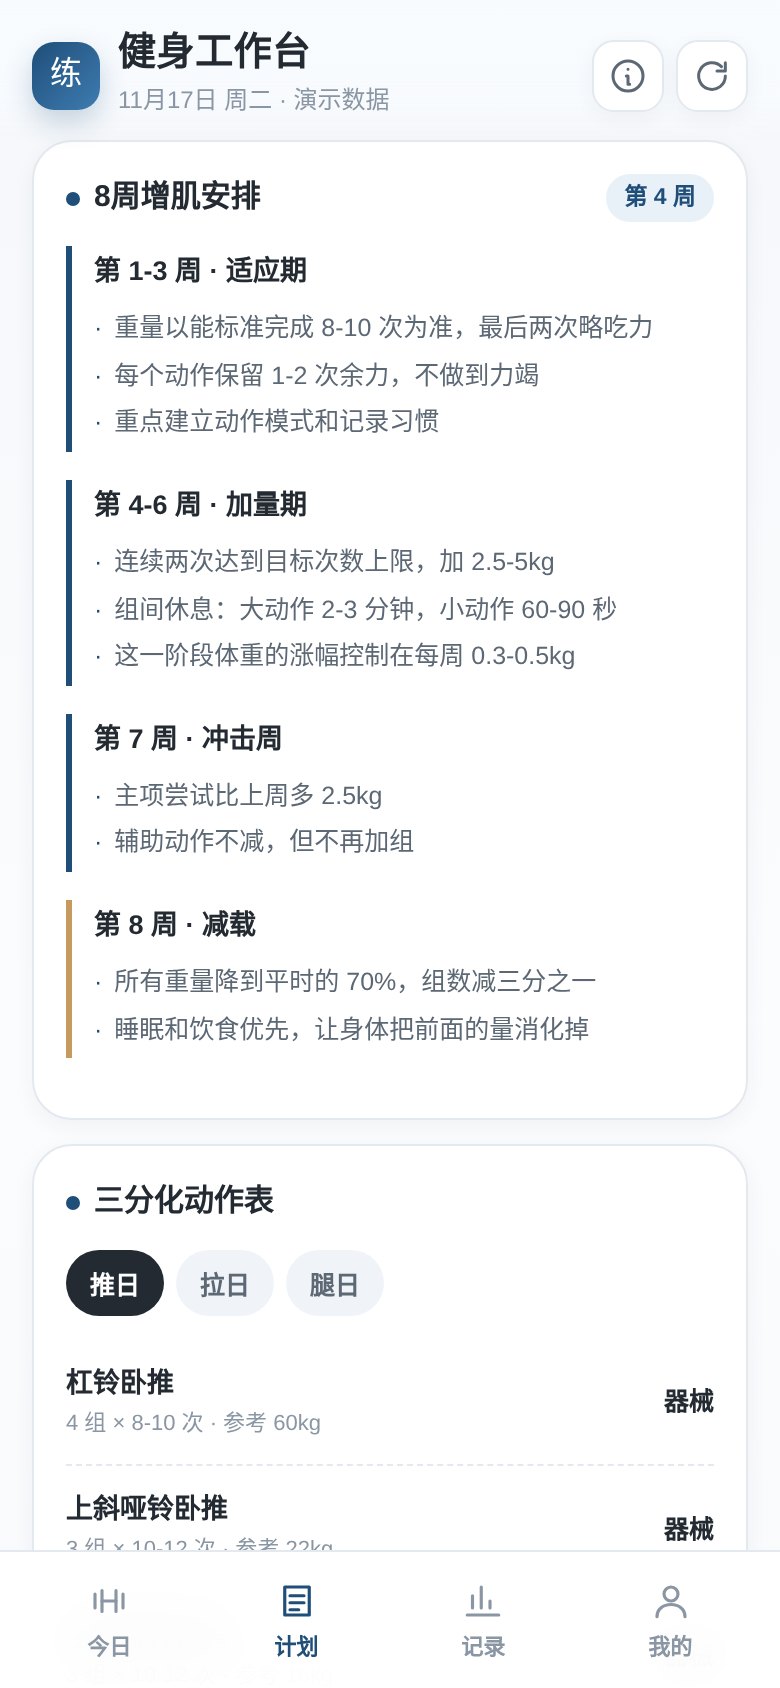 练
健身工作台
11月17日 周二 · 演示数据
8周增肌安排
第 4 周
第 1-3 周 · 适应期
· 重量以能标准完成 8-10 次为准，最后两次略吃力
· 每个动作保留 1-2 次余力，不做到力竭
· 重点建立动作模式和记录习惯
第 4-6 周 · 加量期
· 连续两次达到目标次数上限，加 2.5-5kg
· 组间休息：大动作 2-3 分钟，小动作 60-90 秒
· 这一阶段体重的涨幅控制在每周 0.3-0.5kg
第 7 周 · 冲击周
· 主项尝试比上周多 2.5kg
· 辅助动作不减，但不再加组
第 8 周 · 减载
· 所有重量降到平时的 70%，组数减三分之一
· 睡眠和饮食优先，让身体把前面的量消化掉
三分化动作表
推日 拉日 腿日
杠铃卧推
器械
4 组 × 8-10 次 · 参考 60kg
上斜哑铃卧推
器械
3 组 × 10-12 次 · 参考 22kg
今日 计划 记录 我的